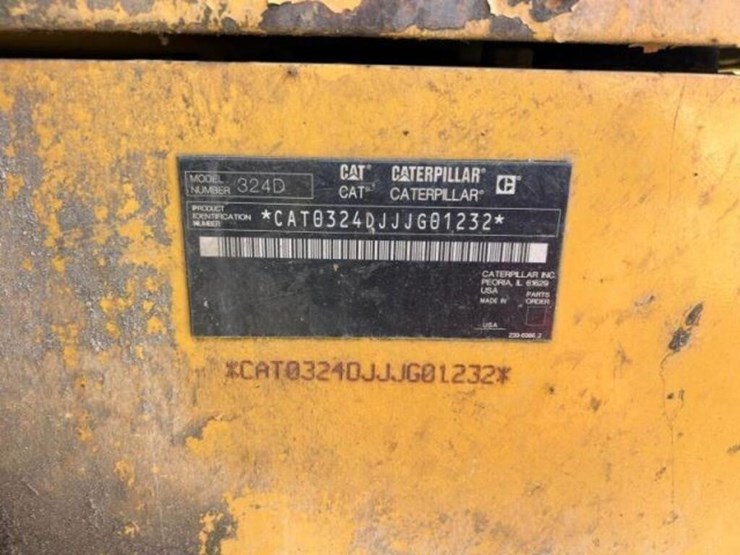 MODEL NUMBER 324D
CAT® CATERPILLAR® C
CAT® CATERPILLAR®
PRODUCT
IDENTIFICATION
NUMBER
*CAT0324DJJJG01232*
CATERPILLAR INC.
PEORIA, IL 61629
USA
MADE IN
PARTS
ORDER
USA
*CAT0324DJJJG01232*